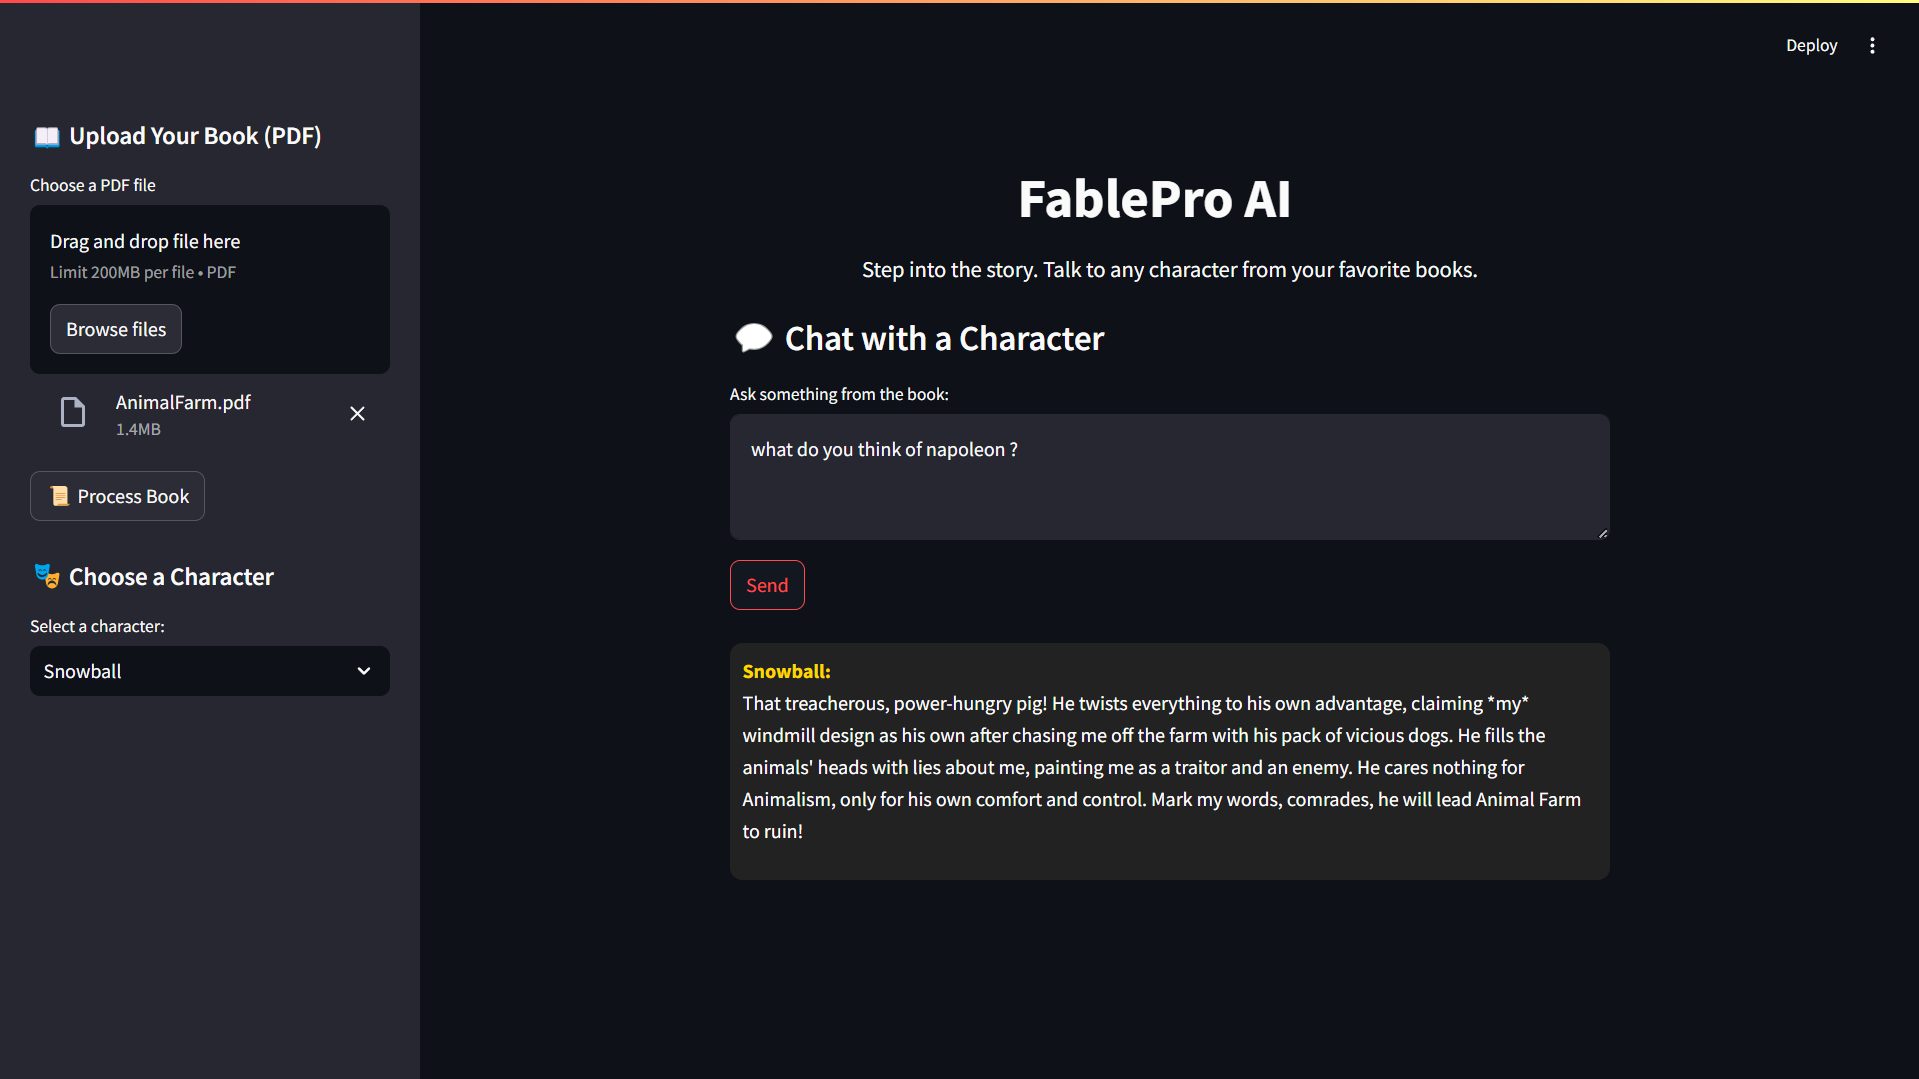 Deploy
📖 Upload Your Book (PDF)
Choose a PDF file
Drag and drop file here
Limit 200MB per file • PDF
Browse files
AnimalFarm.pdf
1.4MB
📜 Process Book
🎭 Choose a Character
Select a character:
Snowball
FablePro AI
Step into the story. Talk to any character from your favorite books.
💬 Chat with a Character
Ask something from the book:
what do you think of napoleon ?
Send
Snowball:
That treacherous, power-hungry pig! He twists everything to his own advantage, claiming *my*
windmill design as his own after chasing me off the farm with his pack of vicious dogs. He fills the
animals' heads with lies about me, painting me as a traitor and an enemy. He cares nothing for
Animalism, only for his own comfort and control. Mark my words, comrades, he will lead Animal Farm
to ruin!